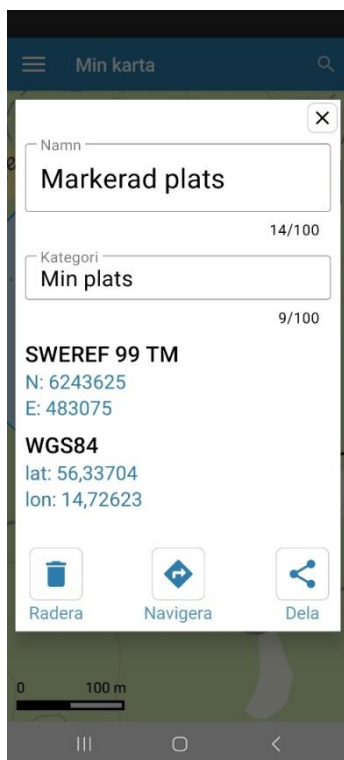 Min karta
Namn
Markerad plats
14/100
Kategori
Min plats
9/100
SWEREF 99 TM
N: 6243625
E: 483075
WGS84
lat: 56,33704
lon: 14,72623
Radera Navigera Dela
0 100 m